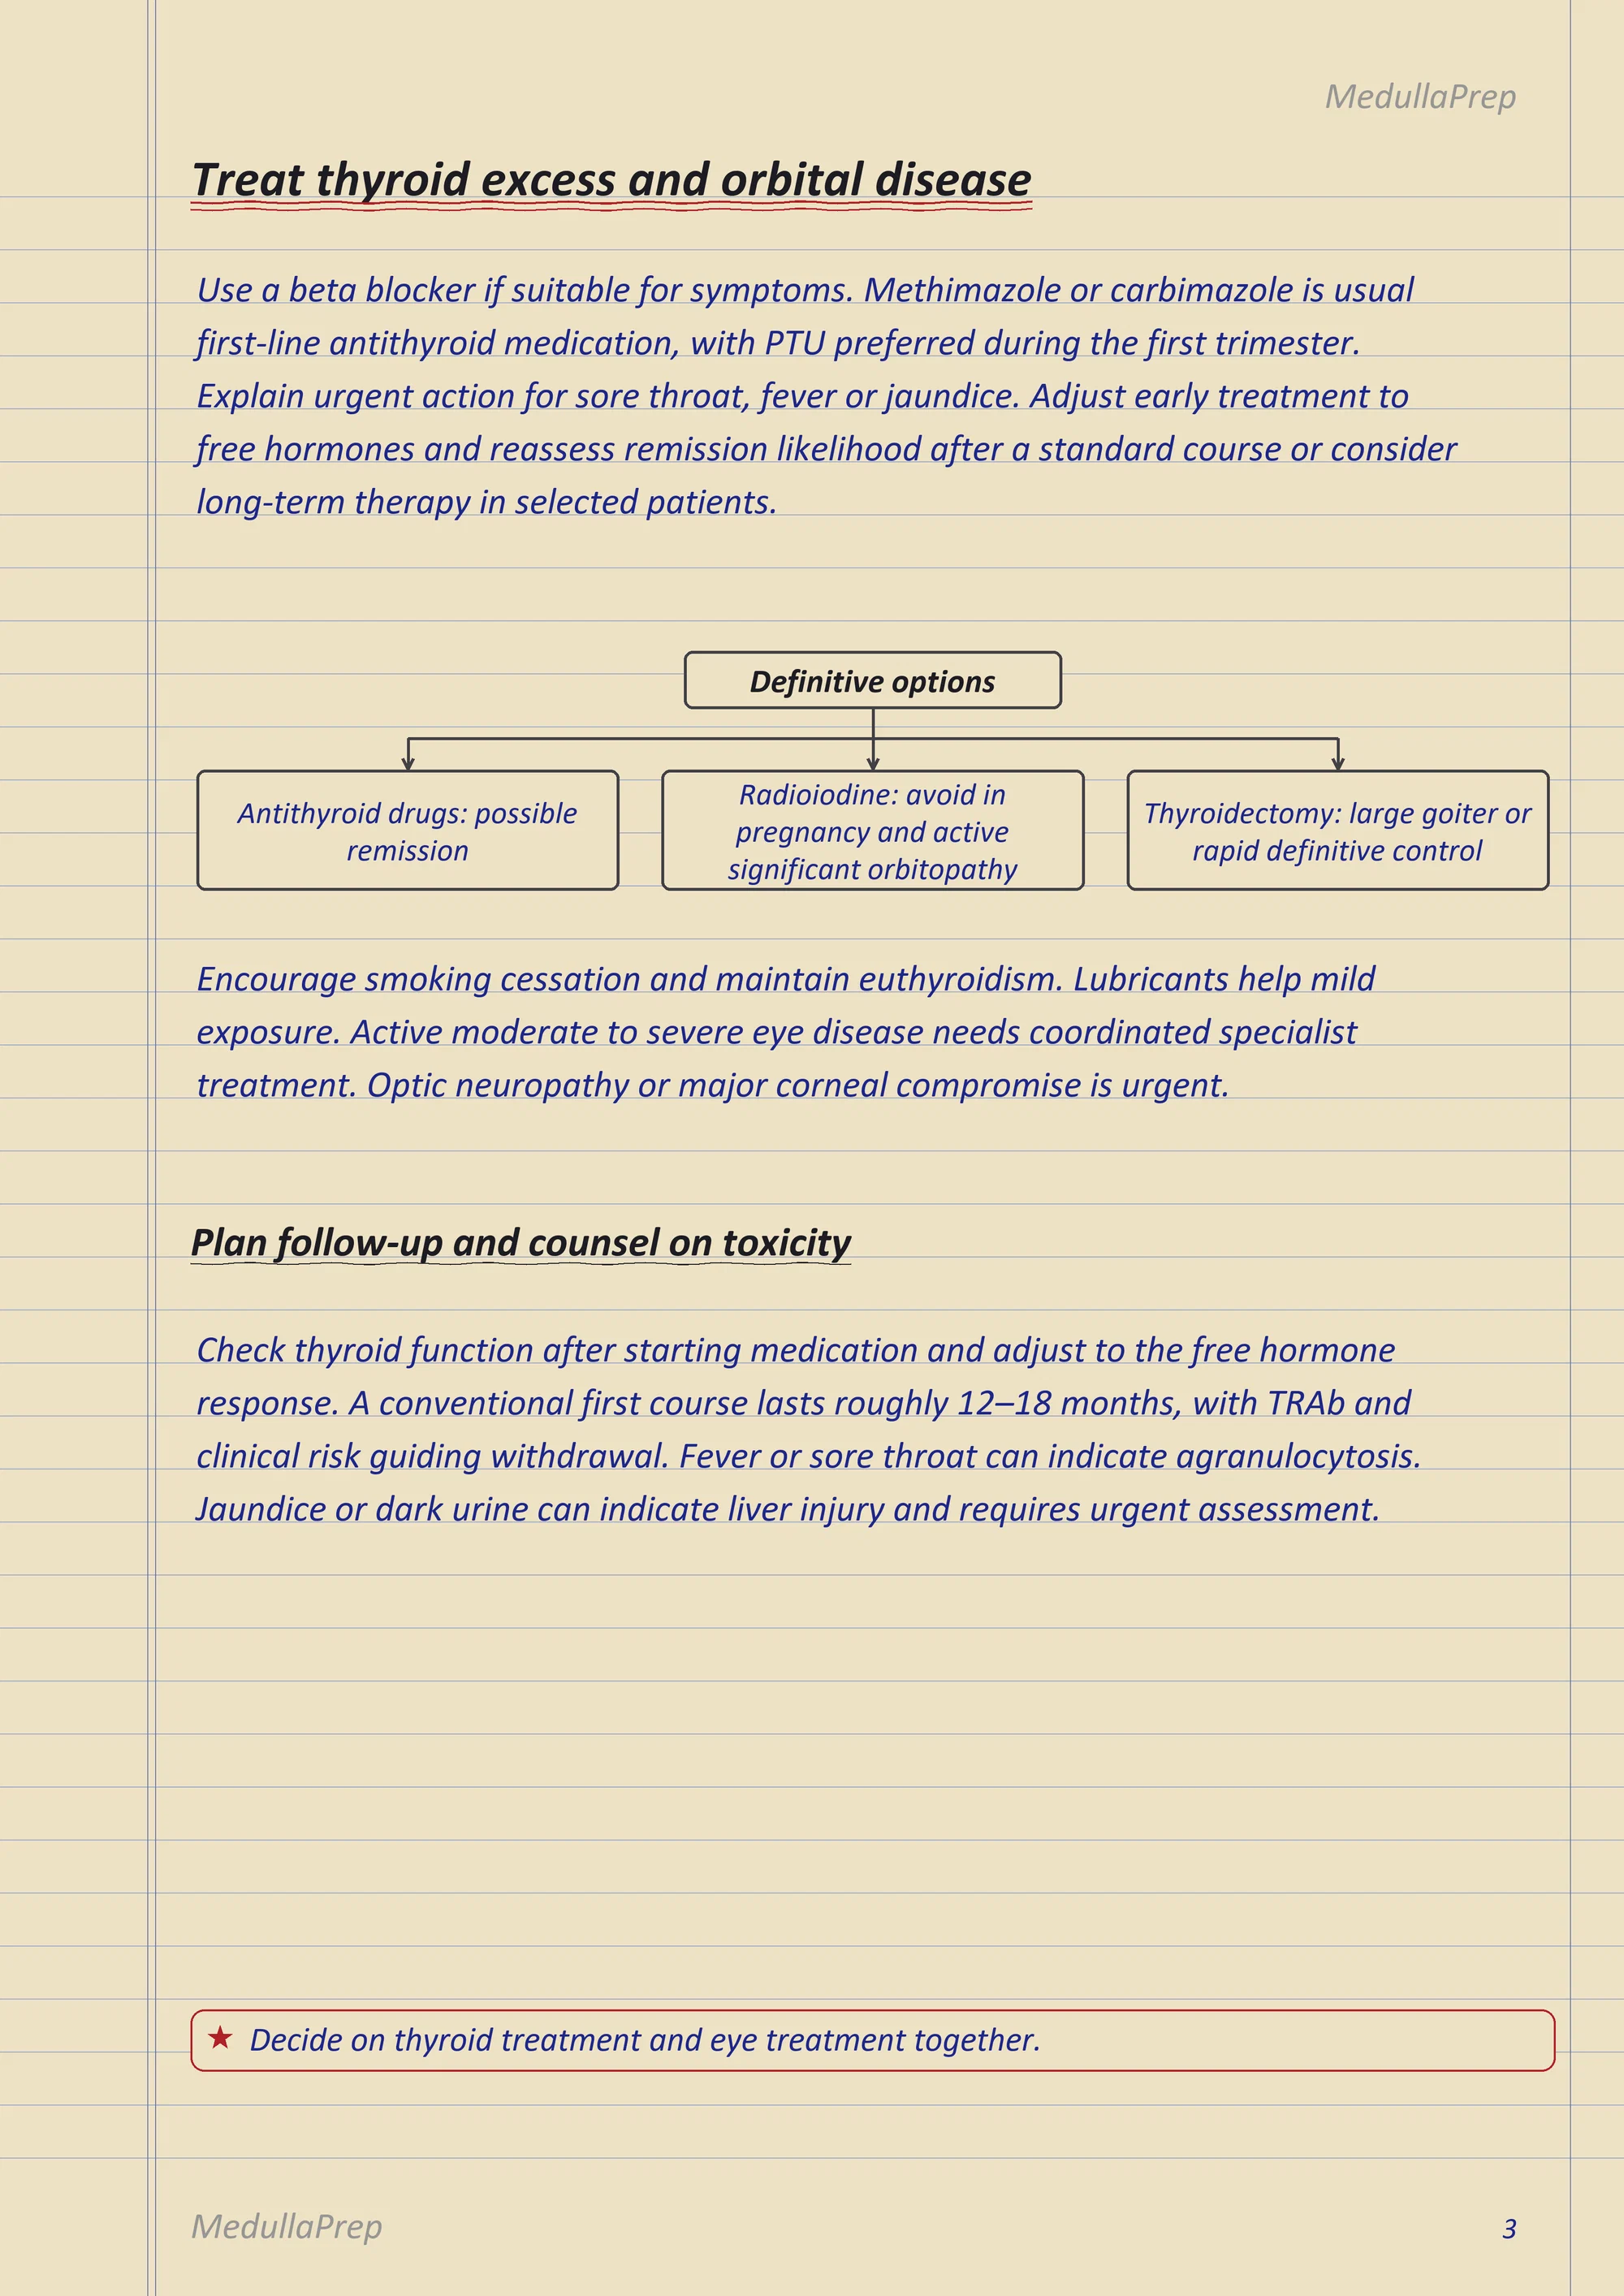 MedullaPrep
Treat thyroid excess and orbital disease
Use a beta blocker if suitable for symptoms. Methimazole or carbimazole is usual
first-line antithyroid medication, with PTU preferred during the first trimester.
Explain urgent action for sore throat, fever or jaundice. Adjust early treatment to
free hormones and reassess remission likelihood after a standard course or consider
long-term therapy in selected patients.
Definitive options
Antithyroid drugs: possible
remission
Radioiodine: avoid in
pregnancy and active
significant orbitopathy
Thyroidectomy: large goiter or
rapid definitive control
Encourage smoking cessation and maintain euthyroidism. Lubricants help mild
exposure. Active moderate to severe eye disease needs coordinated specialist
treatment. Optic neuropathy or major corneal compromise is urgent.
Plan follow-up and counsel on toxicity
Check thyroid function after starting medication and adjust to the free hormone
response. A conventional first course lasts roughly 12–18 months, with TRAb and
clinical risk guiding withdrawal. Fever or sore throat can indicate agranulocytosis.
Jaundice or dark urine can indicate liver injury and requires urgent assessment.
★ Decide on thyroid treatment and eye treatment together.
MedullaPrep
3